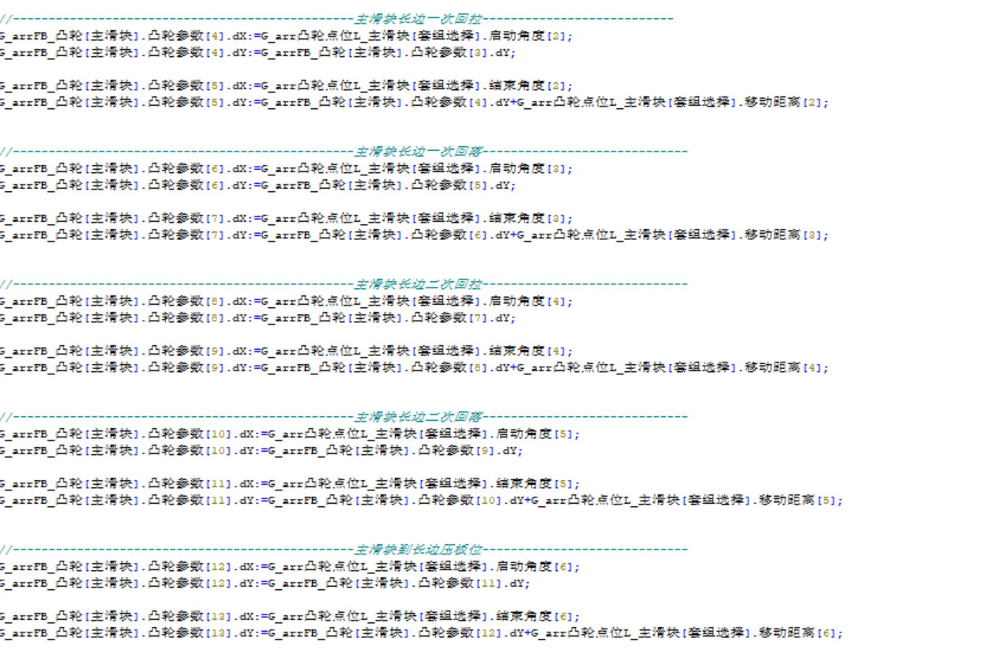 //------------------------------------------------主滑块长边一次回拉---------------------------
G_arrFB_凸轮[主滑块].凸轮参数[4].dX:=G_arr凸轮点位L_主滑块[套组选择].启动角度[2];
G_arrFB_凸轮[主滑块].凸轮参数[4].dY:=G_arrFB_凸轮[主滑块].凸轮参数[3].dY;
G_arrFB_凸轮[主滑块].凸轮参数[5].dX:=G_arr凸轮点位L_主滑块[套组选择].结束角度[2];
G_arrFB_凸轮[主滑块].凸轮参数[5].dY:=G_arrFB_凸轮[主滑块].凸轮参数[4].dY+G_arr凸轮点位L_主滑块[套组选择].移动距离[2];
//------------------------------------------------主滑块长边一次回落-----------------------------
G_arrFB_凸轮[主滑块].凸轮参数[6].dX:=G_arr凸轮点位L_主滑块[套组选择].启动角度[3];
G_arrFB_凸轮[主滑块].凸轮参数[6].dY:=G_arrFB_凸轮[主滑块].凸轮参数[5].dY;
G_arrFB_凸轮[主滑块].凸轮参数[7].dX:=G_arr凸轮点位L_主滑块[套组选择].结束角度[3];
G_arrFB_凸轮[主滑块].凸轮参数[7].dY:=G_arrFB_凸轮[主滑块].凸轮参数[6].dY+G_arr凸轮点位L_主滑块[套组选择].移动距离[3];
//------------------------------------------------主滑块长边二次回拉-----------------------------
G_arrFB_凸轮[主滑块].凸轮参数[8].dX:=G_arr凸轮点位L_主滑块[套组选择].启动角度[4];
G_arrFB_凸轮[主滑块].凸轮参数[8].dY:=G_arrFB_凸轮[主滑块].凸轮参数[7].dY;
G_arrFB_凸轮[主滑块].凸轮参数[9].dX:=G_arr凸轮点位L_主滑块[套组选择].结束角度[4];
G_arrFB_凸轮[主滑块].凸轮参数[9].dY:=G_arrFB_凸轮[主滑块].凸轮参数[8].dY+G_arr凸轮点位L_主滑块[套组选择].移动距离[4];
//------------------------------------------------主滑块长边二次回落-----------------------------
G_arrFB_凸轮[主滑块].凸轮参数[10].dX:=G_arr凸轮点位L_主滑块[套组选择].启动角度[5];
G_arrFB_凸轮[主滑块].凸轮参数[10].dY:=G_arrFB_凸轮[主滑块].凸轮参数[9].dY;
G_arrFB_凸轮[主滑块].凸轮参数[11].dX:=G_arr凸轮点位L_主滑块[套组选择].结束角度[5];
G_arrFB_凸轮[主滑块].凸轮参数[11].dY:=G_arrFB_凸轮[主滑块].凸轮参数[10].dY+G_arr凸轮点位L_主滑块[套组选择].移动距离[5];
//------------------------------------------------主滑块到长边压板位-----------------------------
G_arrFB_凸轮[主滑块].凸轮参数[12].dX:=G_arr凸轮点位L_主滑块[套组选择].启动角度[6];
G_arrFB_凸轮[主滑块].凸轮参数[12].dY:=G_arrFB_凸轮[主滑块].凸轮参数[11].dY;
G_arrFB_凸轮[主滑块].凸轮参数[13].dX:=G_arr凸轮点位L_主滑块[套组选择].结束角度[6];
G_arrFB_凸轮[主滑块].凸轮参数[13].dY:=G_arrFB_凸轮[主滑块].凸轮参数[12].dY+G_arr凸轮点位L_主滑块[套组选择].移动距离[6];